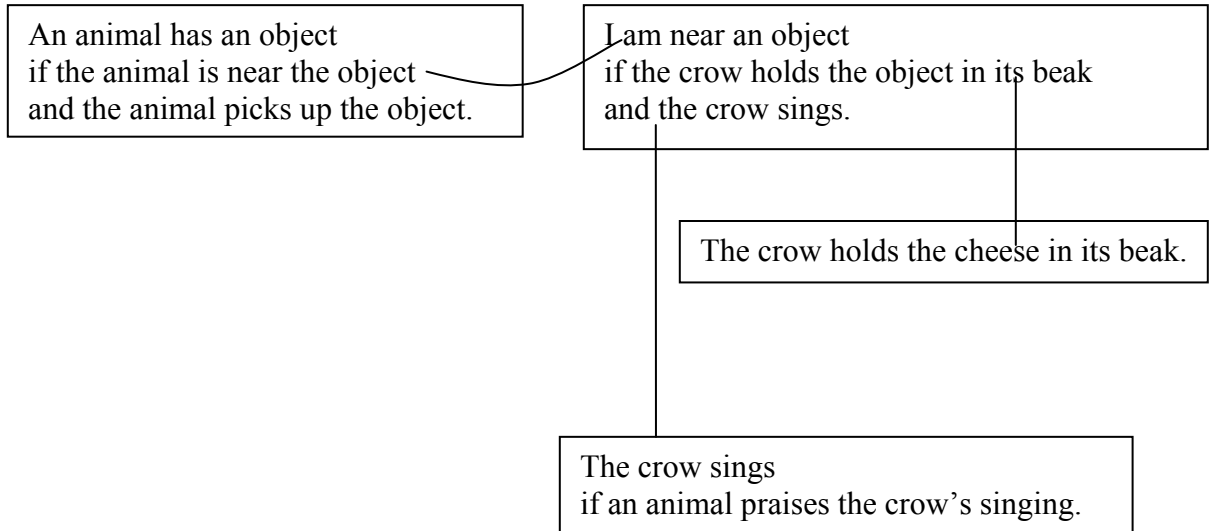 An animal has an object
if the animal is near the object
and the animal picks up the object.
I am near an object
if the crow holds the object in its beak
and the crow sings.
The crow holds the cheese in its beak.
The crow sings
if an animal praises the crow’s singing.